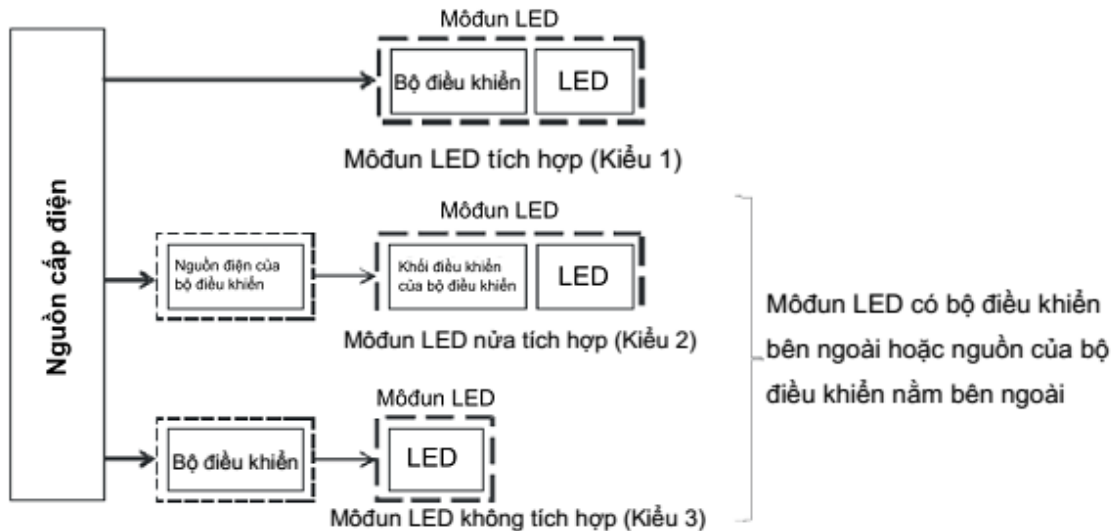 Nguồn cấp điện
Môđun LED
Bộ điều khiển
LED
Môđun LED tích hợp (Kiểu 1)
Môđun LED
Nguồn điện của
bộ điều khiển
Khối điều khiển
của bộ điều khiển
LED
Môđun LED nửa tích hợp (Kiểu 2)
Môđun LED
Bộ điều khiển
LED
Môđun LED không tích hợp (Kiểu 3)
Môđun LED có bộ điều khiển
bên ngoài hoặc nguồn của bộ
điều khiển nằm bên ngoài